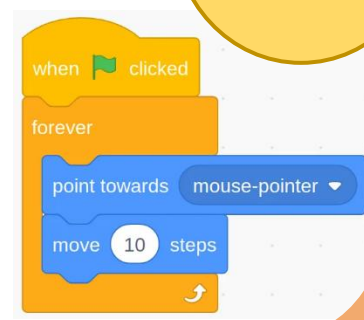 when clicked
forever
point towards mouse-pointer
move 10 steps